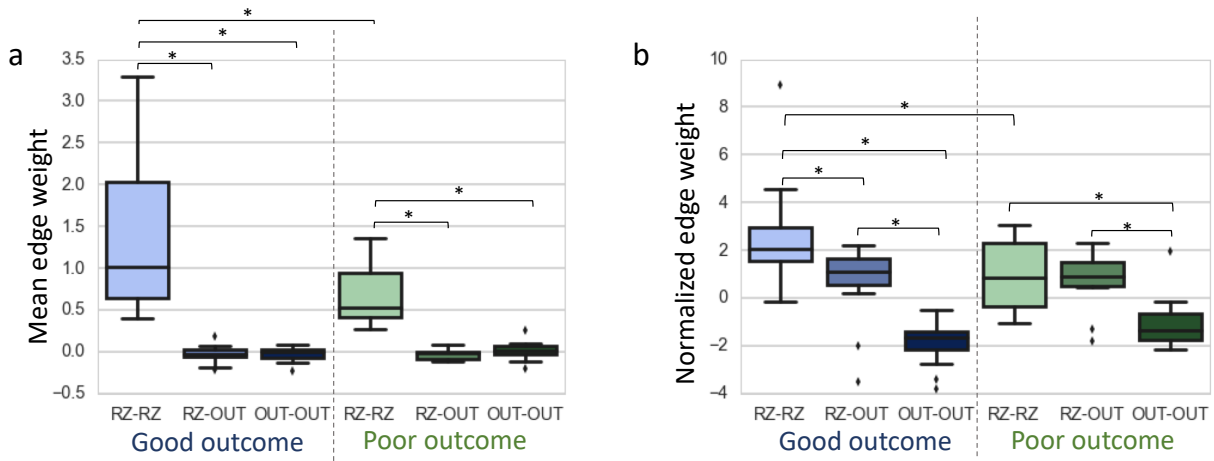 a
Mean edge weight
3.5
3.0
2.5
2.0
1.5
1.0
0.5
0.0
−0.5
* * * * *
RZ-RZ RZ-OUT OUT-OUT RZ-RZ RZ-OUT OUT-OUT
Good outcome Poor outcome
b
Normalized edge weight
10
8
6
4
2
0
−2
−4
* * * * * *
RZ-RZ RZ-OUT OUT-OUT RZ-RZ RZ-OUT OUT-OUT
Good outcome Poor outcome